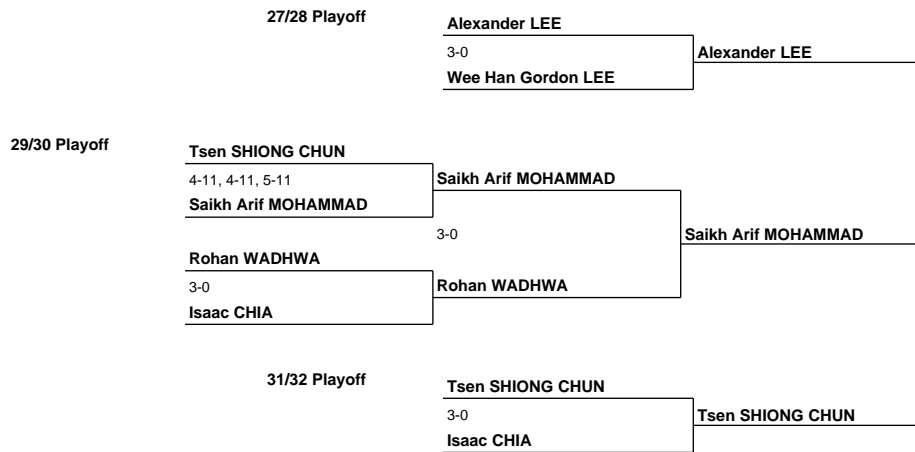 27/28 Playoff
Alexander LEE
3-0
Alexander LEE
Wee Han Gordon LEE
29/30 Playoff
Tsen SHIONG CHUN
4-11, 4-11, 5-11
Saikh Arif MOHAMMAD
Saikh Arif MOHAMMAD
3-0
Saikh Arif MOHAMMAD
Rohan WADHWA
3-0
Rohan WADHWA
Isaac CHIA
31/32 Playoff
Tsen SHIONG CHUN
3-0
Tsen SHIONG CHUN
Isaac CHIA